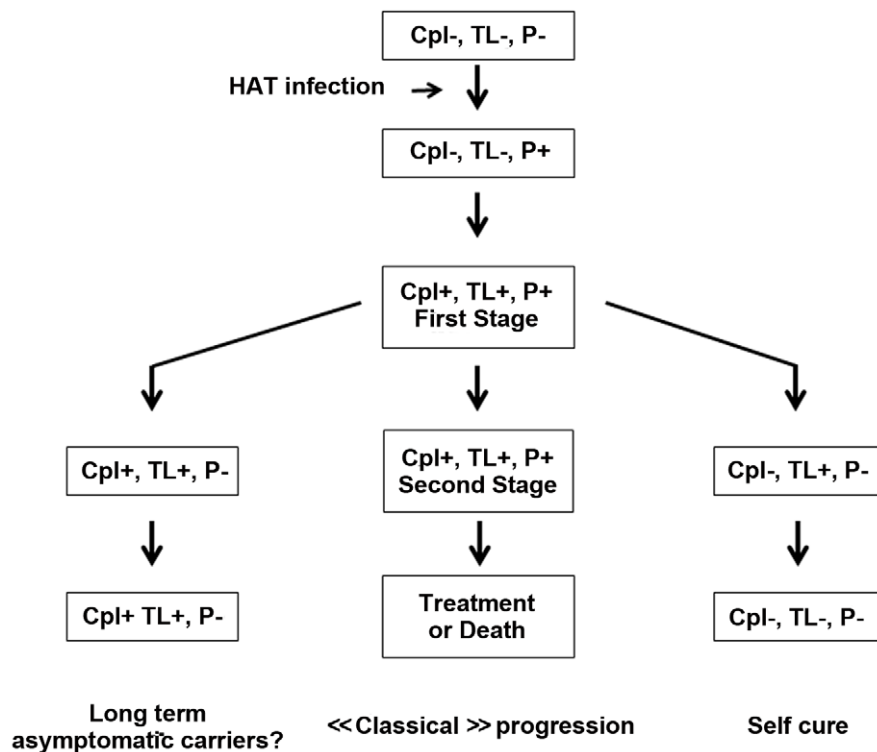 Cpl-, TL-, P-
HAT infection
Cpl-, TL-, P+
Cpl+, TL+, P+
First Stage
Cpl+, TL+, P-
Cpl+, TL+, P+
Second Stage
Cpl-, TL+, P-
Cpl+ TL+, P-
Treatment
or Death
Cpl-, TL-, P-
Long term
asymptomatic carriers?
«Classical» progression
Self cure